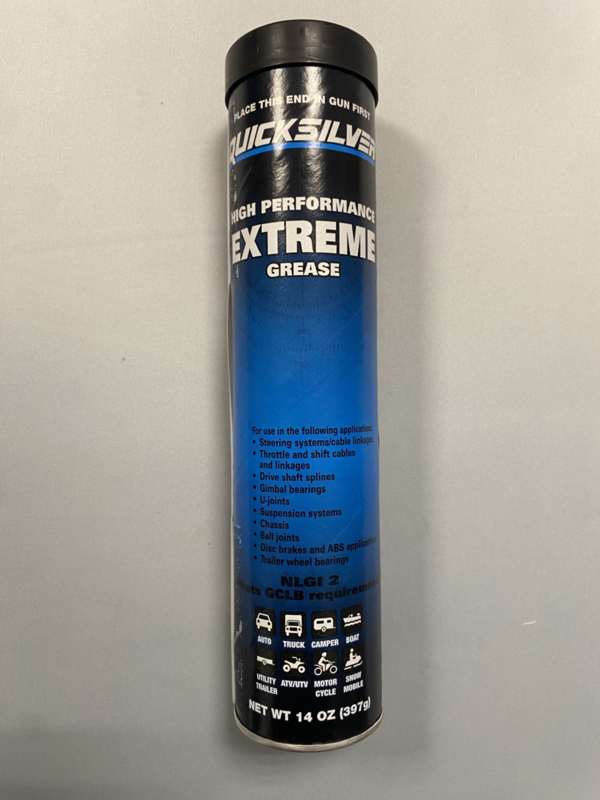 PLACE THIS END IN GUN FIRST
QUICKSILVER
HIGH PERFORMANCE
EXTREME
GREASE
For use in the following applications:
• Steering systems/cable linkages
• Throttle and shift cables
and linkages
• Drive shaft splines
• Gimbal bearings
• U-joints
• Suspension systems
• Chassis
• Ball joints
• Disc brakes and ABS applications
• Trailer wheel bearings
NLGI 2
GCLB requirements
AUTO TRUCK CAMPER BOAT
UTILITY TRAILER ATV/UTV MOTOR CYCLE SNOW MOBILE
NET WT 14 OZ (397g)